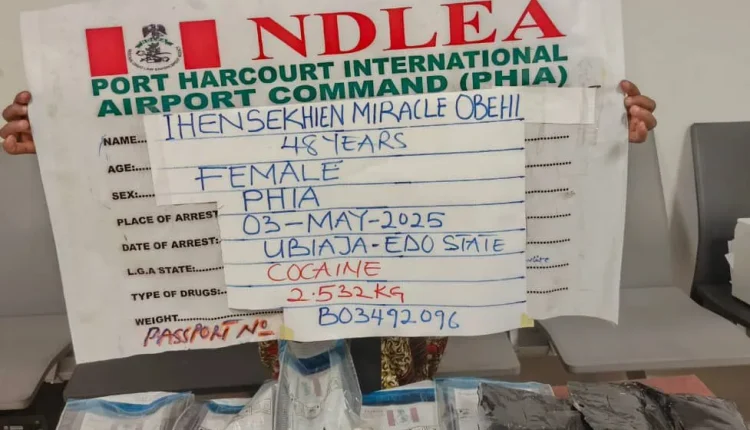 NDLEA
PORT HARCOURT INTERNATIONAL
AIRPORT COMMAND (PHIA)
NAME... IHENSEKHIEN MIRACLE OBEHI
AGE:... 48 YEARS
SEX:... FEMALE
PLACE OF ARREST PHIA
DATE OF ARREST: 03-MAY-2025
L.G.A STATE:... UBIAJA-EDO STATE
TYPE OF DRUGS:... COCAINE
WEIGHT... 2.532KG
PASSPORT NO B03492096